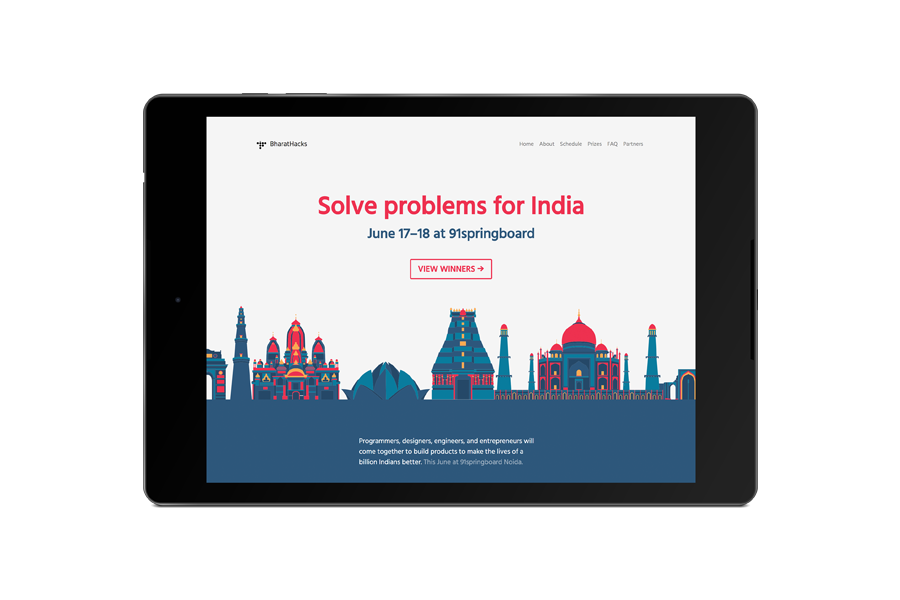 BharatHacks
Home About Schedule Prizes FAQ Partners
Solve problems for India
June 17–18 at 91springboard
VIEW WINNERS →
Programmers, designers, engineers, and entrepreneurs will
come together to build products to make the lives of a
billion Indians better. This June at 91springboard Noida.